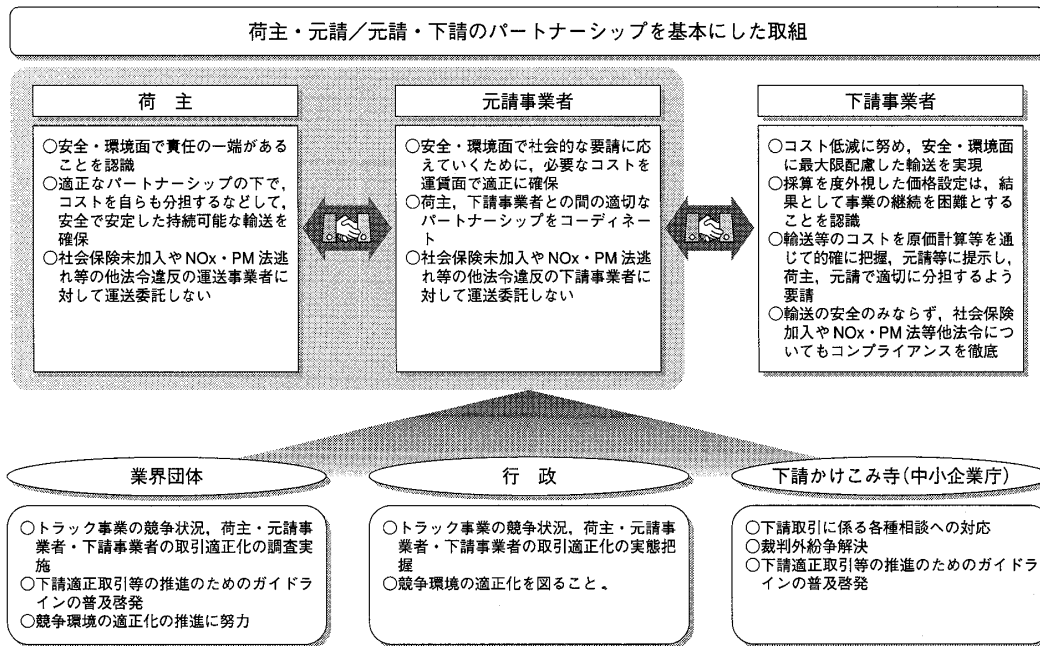 荷主・元請／元請・下請のパートナーシップを基本にした取組
荷 主
○安全・環境面で責任の一端がある
ことを認識
○適正なパートナーシップの下で，
コストを自らも分担するなどして，
安全で安定した持続可能な輸送を
確保
○社会保険未加入やNOx・PM法逃
れ等の他法令違反の運送事業者に
対して運送委託しない
元請事業者
○安全・環境面で社会的な要請に応
えていくために，必要なコストを
運賃面で適正に確保
○荷主，下請事業者との間の適切な
パートナーシップをコーディネー
ト
○社会保険未加入やNOx・PM法逃
れ等の他法令違反の下請事業者に
対して運送委託しない
下請事業者
○コスト低減に努め，安全・環境面
に最大限配慮した輸送を実現
○採算を度外視した価格設定は，結
果として事業の継続を困難とする
ことを認識
○輸送等のコストを原価計算等を通
じて的確に把握，元請等に提示し，
荷主，元請で適切に分担するよう
要請
○輸送の安全のみならず，社会保険
加入やNOx・PM法等他法令につい
てもコンプライアンスを徹底
業界団体
○トラック事業の競争状況，荷主・元請事
業者・下請事業者の取引適正化の調査実
施
○下請適正取引等の推進のためのガイドラ
インの普及啓発
○競争環境の適正化の推進に努力
行 政
○トラック事業の競争状況，荷主・元請事
業者・下請事業者の取引適正化の実態把
握
○競争環境の適正化を図ること。
下請かけこみ寺(中小企業庁)
○下請取引に係る各種相談への対応
○裁判外紛争解決
○下請適正取引等の推進のためのガイドラ
インの普及啓発